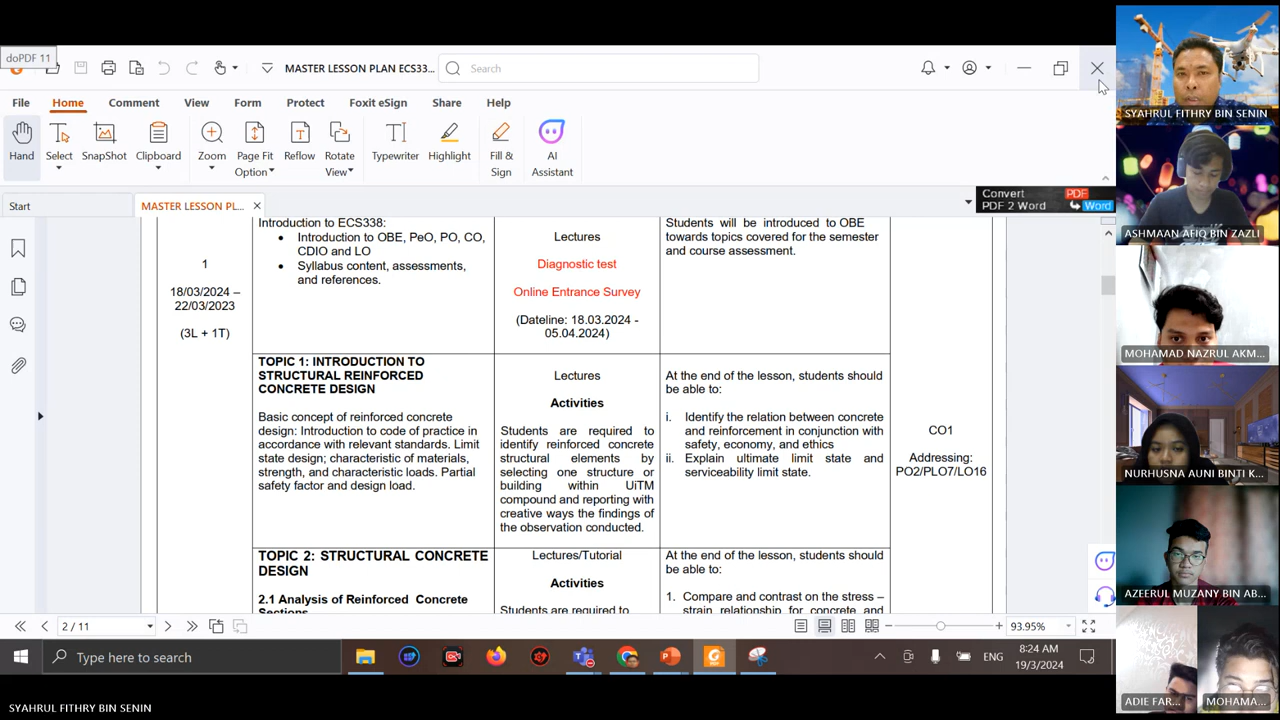 doPDF 11
MASTER LESSON PLAN ECS33...
Search
File
Home
Comment
View
Form
Protect
Foxit eSign
Share
Help
Hand
Select
SnapShot
Clipboard
Zoom
Page Fit
Option
Reflow
Rotate
View
Typewriter
Highlight
Fill &
Sign
AI
Assistant
Start
MASTER LESSON PL...
Convert
PDF 2 Word
PDF
Word
1
18/03/2024 –
22/03/2023
(3L + 1T)
Introduction to ECS338:
• Introduction to OBE, PeO, PO, CO,
CDIO and LO
• Syllabus content, assessments,
and references.
Lectures
Diagnostic test
Online Entrance Survey
(Dateline: 18.03.2024 -
05.04.2024)
Students will be introduced to OBE
towards topics covered for the semester
and course assessment.
TOPIC 1: INTRODUCTION TO
STRUCTURAL REINFORCED
CONCRETE DESIGN
Basic concept of reinforced concrete
design: Introduction to code of practice in
accordance with relevant standards. Limit
state design; characteristic of materials,
strength, and characteristic loads. Partial
safety factor and design load.
Lectures
Activities
Students are required to
identify reinforced concrete
structural elements by
selecting one structure or
building within UiTM
compound and reporting with
creative ways the findings of
the observation conducted.
At the end of the lesson, students should
be able to:
i. Identify the relation between concrete
and reinforcement in conjunction with
safety, economy, and ethics
ii. Explain ultimate limit state and
serviceability limit state.
CO1
Addressing:
PO2/PLO7/LO16
TOPIC 2: STRUCTURAL CONCRETE
DESIGN
2.1 Analysis of Reinforced Concrete
Sections
Lectures/Tutorial
Activities
Students are required to
At the end of the lesson, students should
be able to:
1. Compare and contrast on the stress –
strain relationship for concrete and
2 / 11
93.95%
Type here to search
ENG
8:24 AM
19/3/2024
SYAHRUL FITHRY BIN SENIN
SYAHRUL FITHRY BIN SENIN
ASHMAAN AFIQ BIN ZAZLI
MOHAMAD NAZRUL AKM...
NURHUSNA AUNI BINTI K...
AZEERUL MUZANY BIN AB...
ADIE FAR...
MOHAMA...